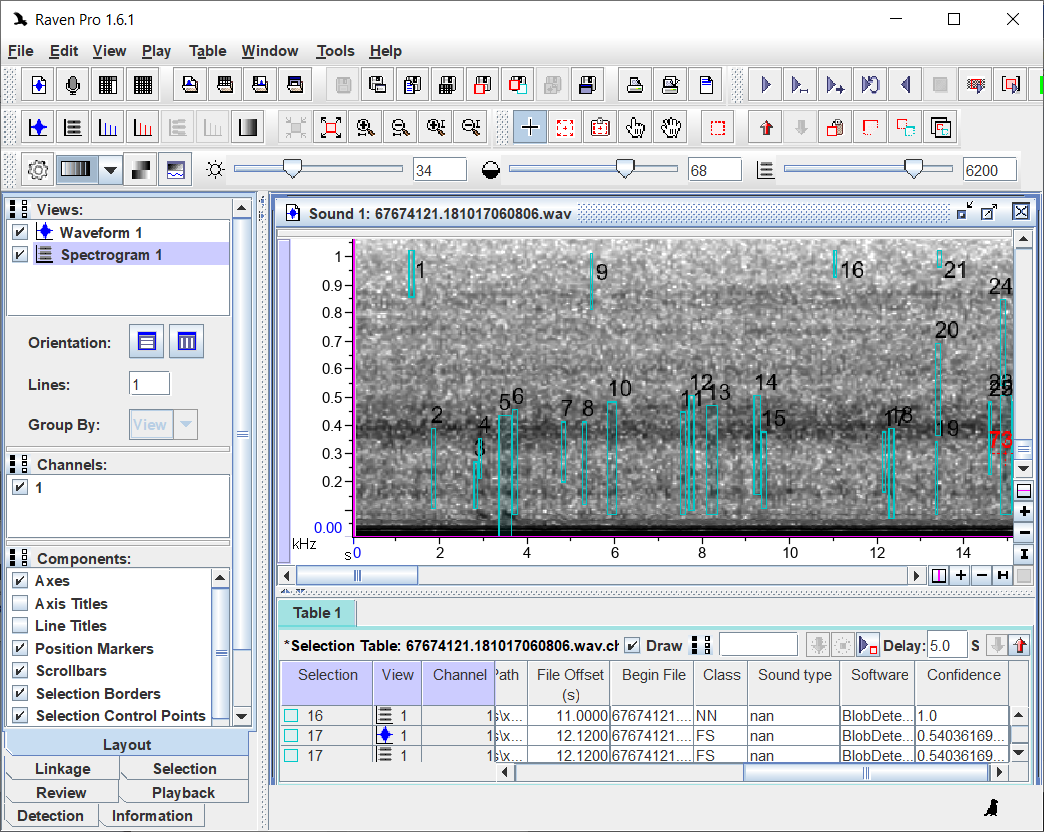 Raven Pro 1.6.1
File Edit View Play Table Window Tools Help
34 68 6200
Views:
Waveform 1
Spectrogram 1
Orientation:
Lines: 1
Group By: View
Channels:
1
Components:
Axes
Axis Titles
Line Titles
Position Markers
Scrollbars
Selection Borders
Selection Control Points
Layout
Linkage Selection
Review Playback
Detection Information
Sound 1: 67674121.181017060806.wav
1
0.9
0.8
0.7
0.6
0.5
0.4
0.3
0.2
0.00
kHz
s 0 2 4 6 8 10 12 14
1 9 16 21
24
20
2 3 4 5 6 7 8 10 12 13 14 15 17 18 19 25
73
Table 1
*Selection Table: 67674121.181017060806.wav.ch Draw Delay: 5.0 S
Selection View Channel Path File Offset (s) Begin File Class Sound type Software Confidence
16 1 1 s\x... 11.0000 67674121.... NN nan BlobDete... 1.0
17 1 1 s\x... 12.1200 67674121.... FS nan BlobDete... 0.54036169...
17 1 1 s\x... 12.1200 67674121.... FS nan BlobDete... 0.54036169...